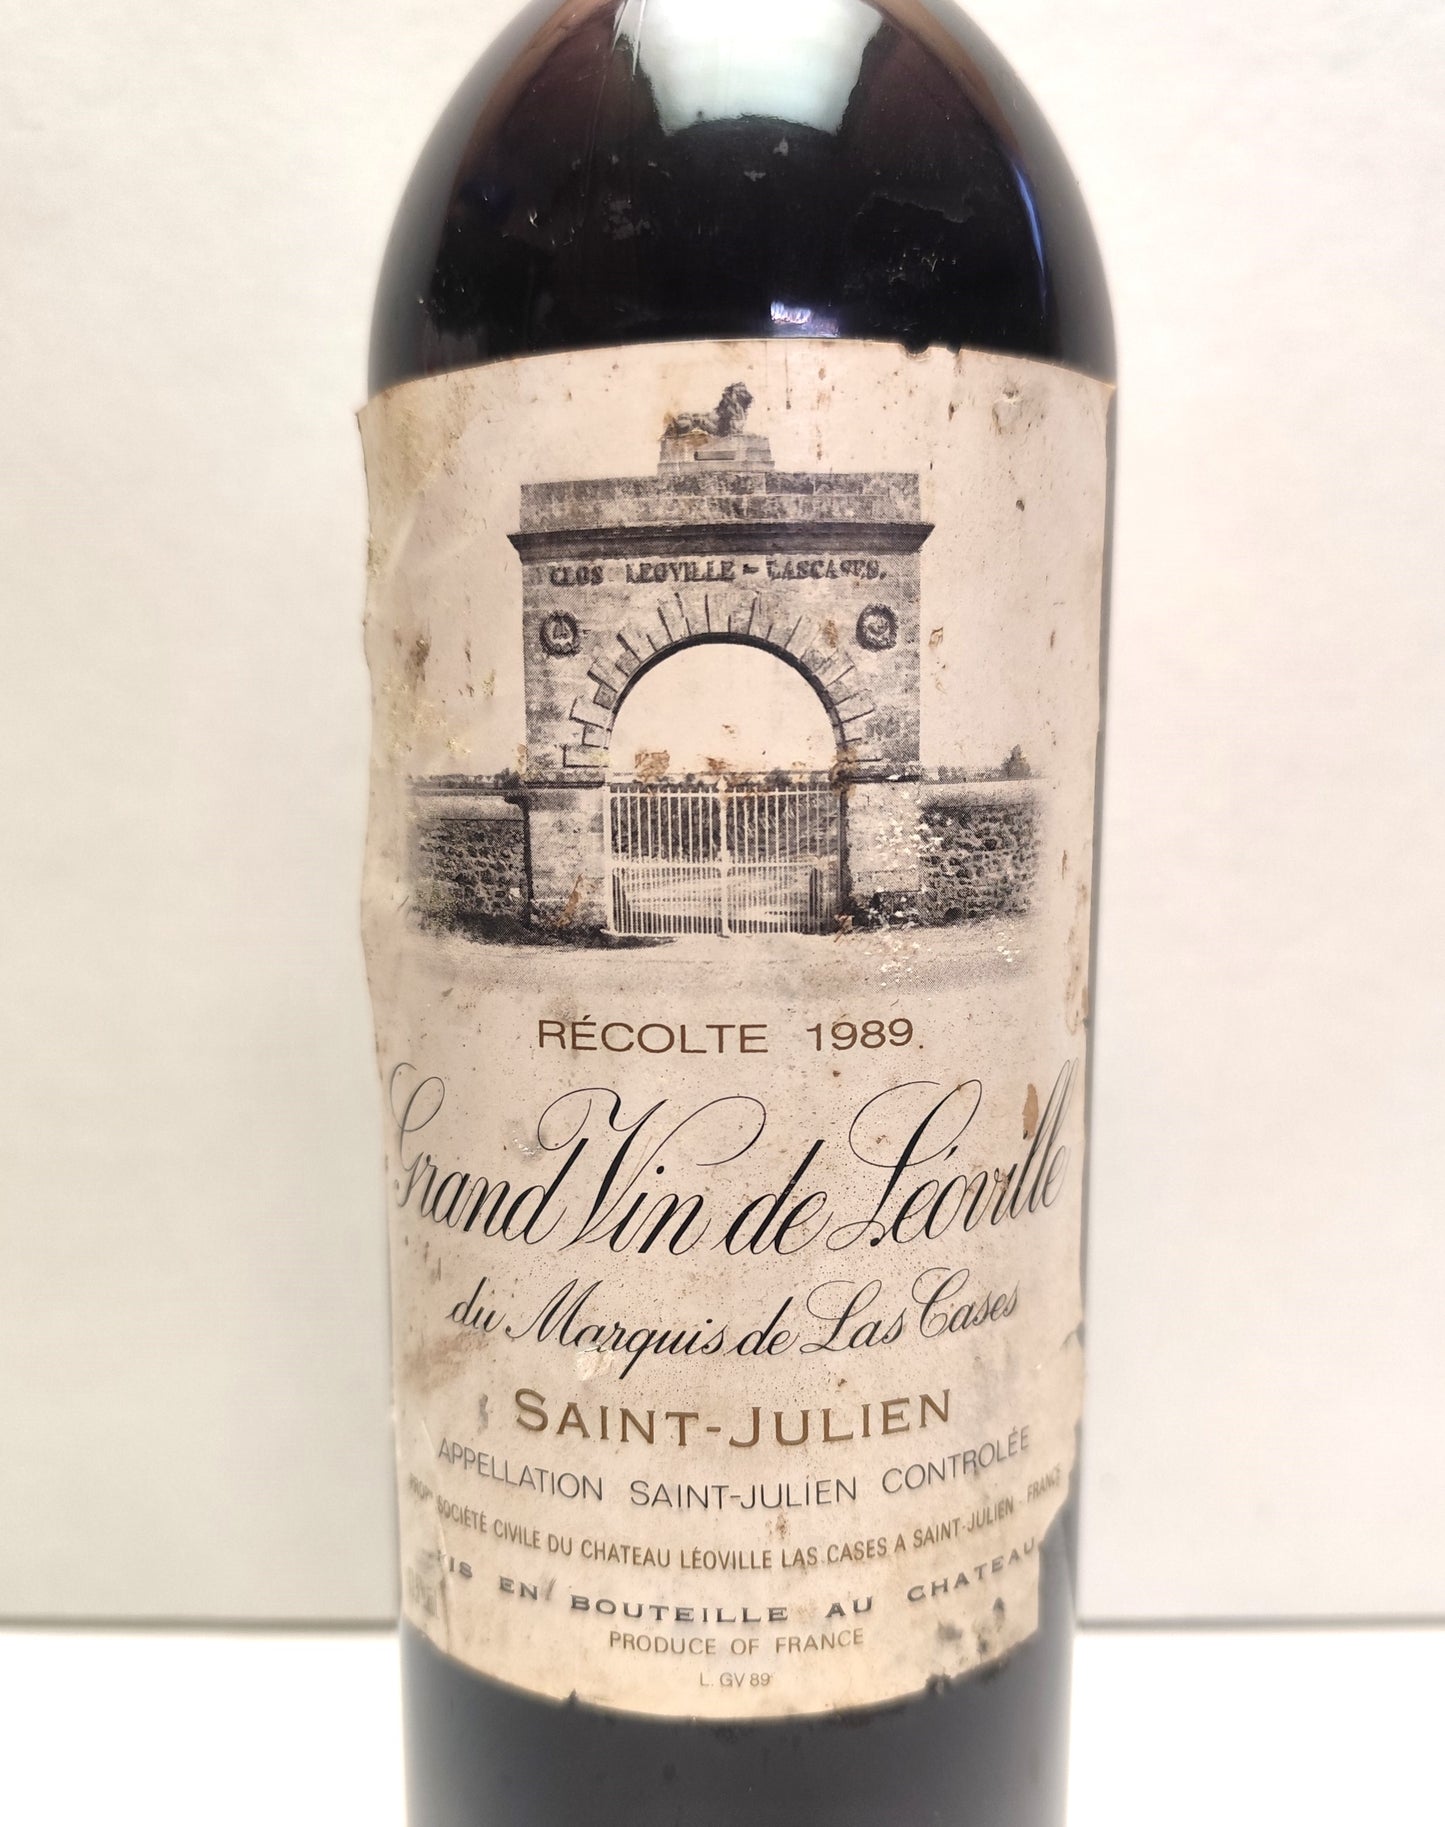 CLOS LEOVILLE - LASCASES.
RÉCOLTE 1989.
Grand Vin de Léoville
du Marquis de Las Cases
SAINT-JULIEN
APPELLATION SAINT-JULIEN CONTROLÉE
SOCIÉTÉ CIVILE DU CHATEAU LÉOVILLE LAS CASES A SAINT-JULIEN - FRANCE
MIS EN BOUTEILLE AU CHATEAU
PRODUCE OF FRANCE
L. GV 89